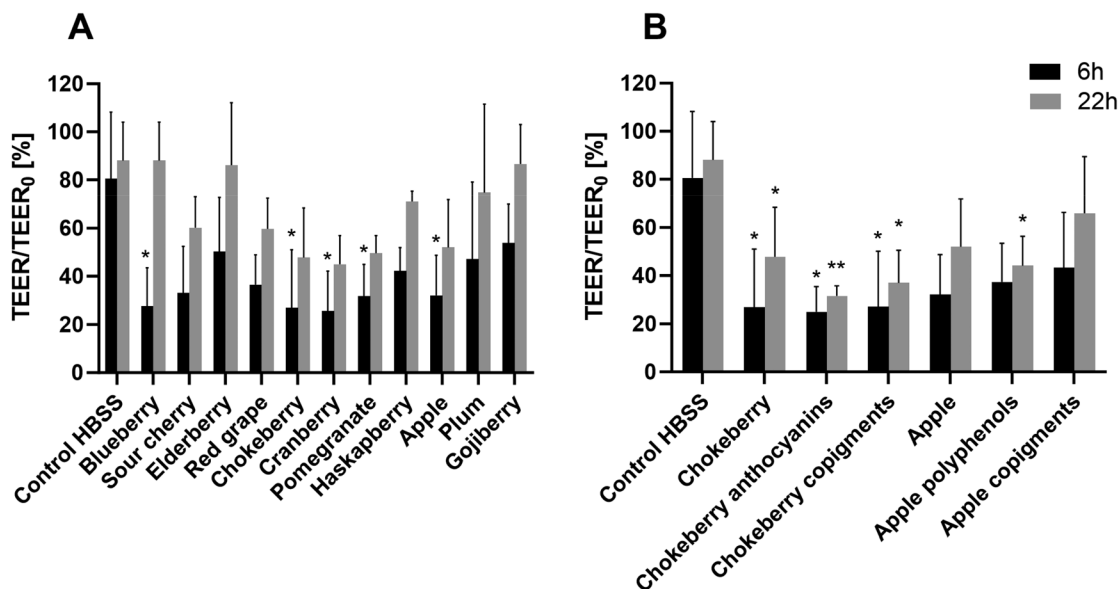 A
TEER/TEER0 [%]
120
100
80
60
40
20
0
*
*
*
*
*
Control HBSS
Blueberry
Sour cherry
Elderberry
Red grape
Chokeberry
Cranberry
Pomegranate
Haskapberry
Apple
Plum
Gojiberry
B
6h
22h
TEER/TEER0 [%]
120
100
80
60
40
20
0
*
*
*
**
*
*
*
Control HBSS
Chokeberry
Chokeberry anthocyanins
Chokeberry copigments
Apple
Apple polyphenols
Apple copigments